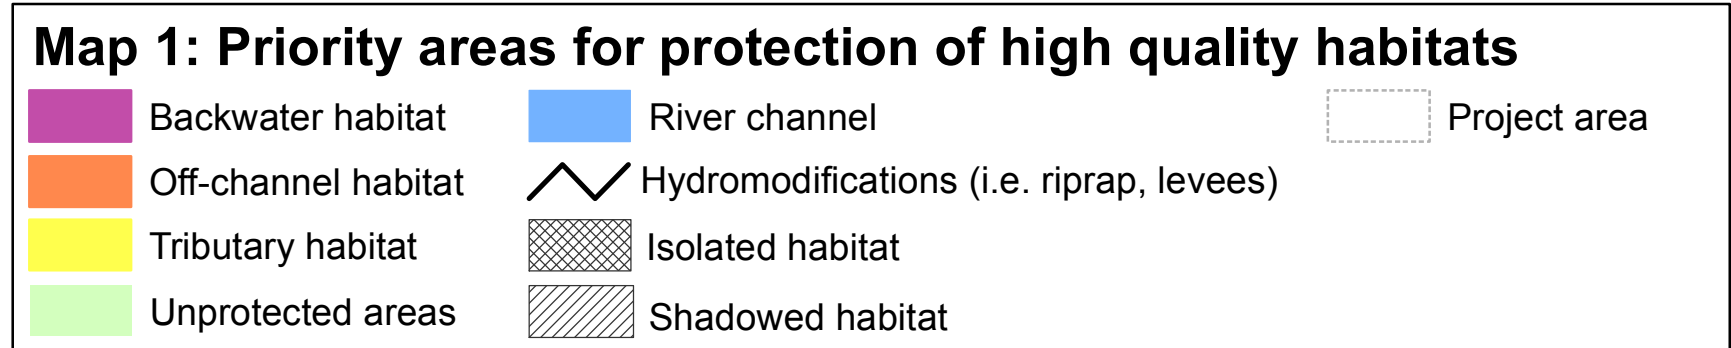 Map 1: Priority areas for protection of high quality habitats
Backwater habitat
Off-channel habitat
Tributary habitat
Unprotected areas
River channel
Hydromodifications (i.e. riprap, levees)
Isolated habitat
Shadowed habitat
Project area